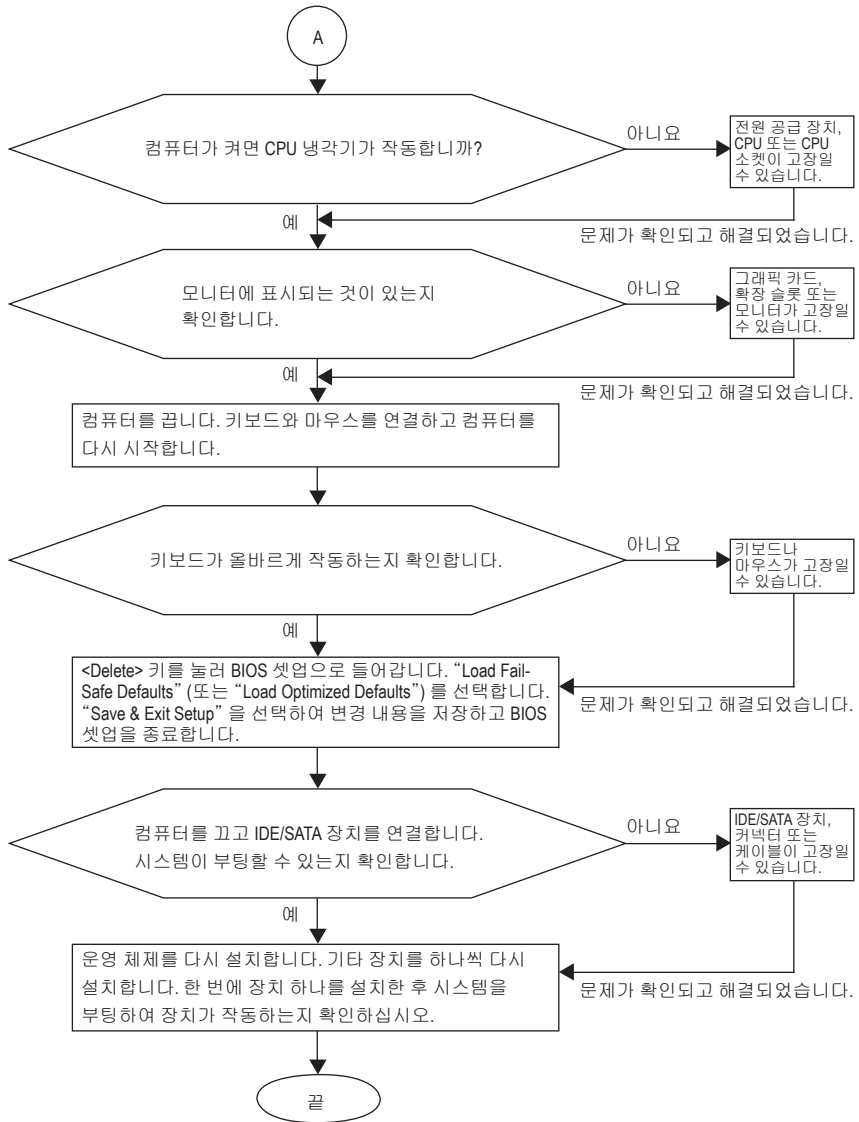 A
컴퓨터가 켜면 CPU 냉각기가 작동합니까?
아니요
전원 공급 장치,
CPU 또는 CPU
소켓이 고장일
수 있습니다.
예
문제가 확인되고 해결되었습니다.
모니터에 표시되는 것이 있는지
확인합니다.
아니요
그래픽 카드,
확장 슬롯 또는
모니터가 고장일
수 있습니다.
예
문제가 확인되고 해결되었습니다.
컴퓨터를 끕니다. 키보드와 마우스를 연결하고 컴퓨터를
다시 시작합니다.
키보드가 올바르게 작동하는지 확인합니다.
아니요
키보드나
마우스가 고장일
수 있습니다.
예
<Delete> 키를 눌러 BIOS 셋업으로 들어갑니다. “Load Fail-
Safe Defaults” (또는 “Load Optimized Defaults”) 를 선택합니다.
“Save & Exit Setup” 을 선택하여 변경 내용을 저장하고 BIOS
셋업을 종료합니다.
문제가 확인되고 해결되었습니다.
컴퓨터를 끄고 IDE/SATA 장치를 연결합니다.
시스템이 부팅할 수 있는지 확인합니다.
아니요
IDE/SATA 장치,
커넥터 또는
케이블이 고장일
수 있습니다.
예
운영 체제를 다시 설치합니다. 기타 장치를 하나씩 다시
설치합니다. 한 번에 장치 하나를 설치한 후 시스템을
부팅하여 장치가 작동하는지 확인하십시오.
문제가 확인되고 해결되었습니다.
끝